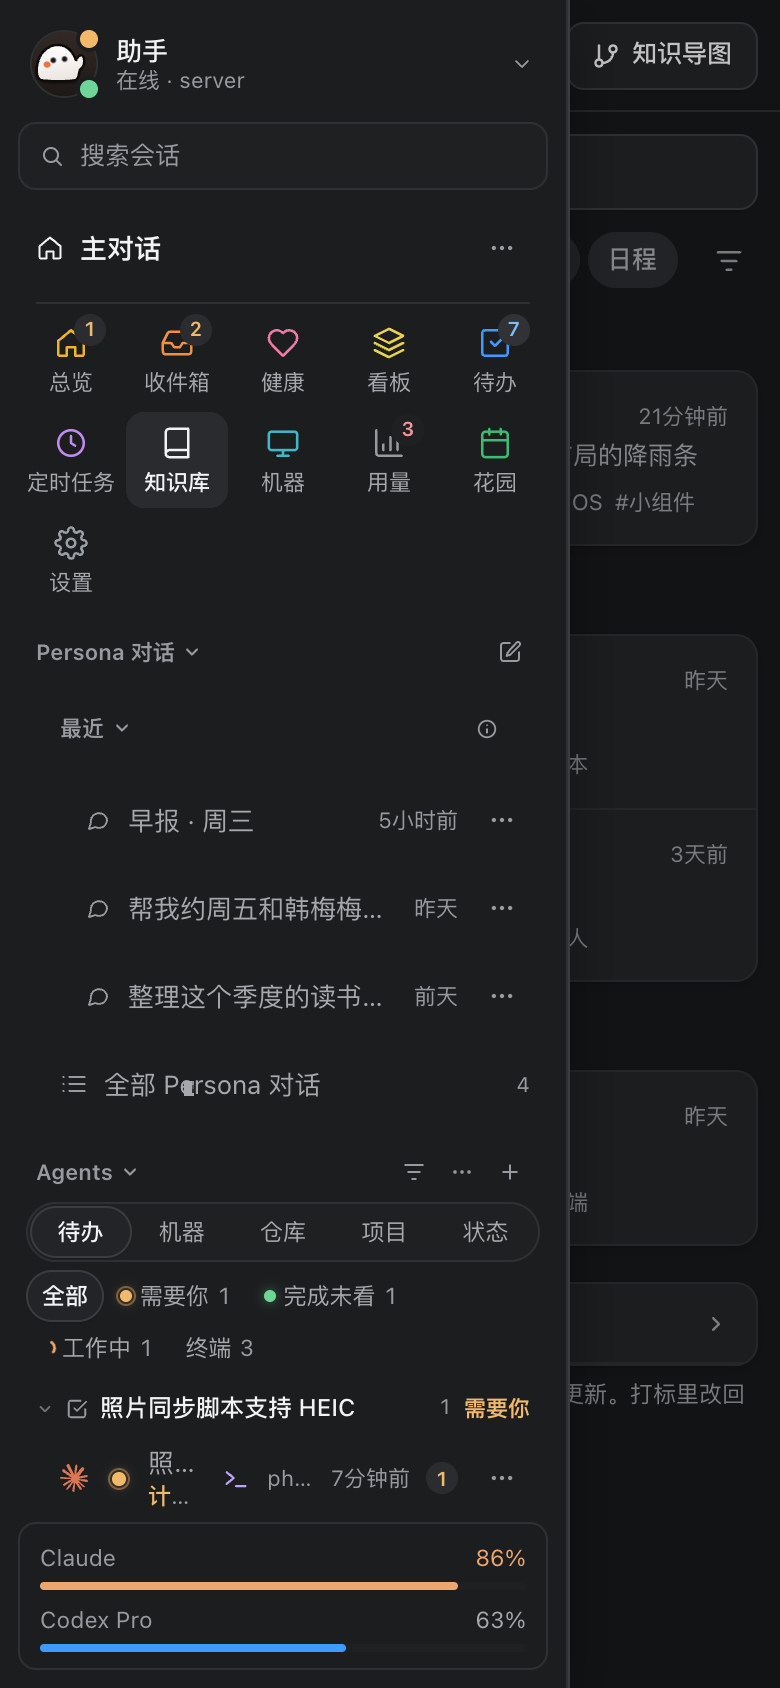 助手
在线 · server
知识导图
搜索会话
主对话
日程
1
2
7
总览
收件箱
健康
看板
待办
3
定时任务
知识库
机器
用量
花园
设置
21分钟前
局的降雨条
OS #小组件
Persona 对话
昨天
最近
本
早报 · 周三
5小时前
3天前
帮我约周五和韩梅梅...
昨天
人
整理这个季度的读书...
前天
全部 Persona 对话
4
昨天
Agents
端
待办
机器
仓库
项目
状态
全部
需要你 1
完成未看 1
工作中 1
终端 3
更新。打标里改回
照片同步脚本支持 HEIC
1 需要你
照...
计...
ph...
7分钟前
1
Claude
86%
Codex Pro
63%